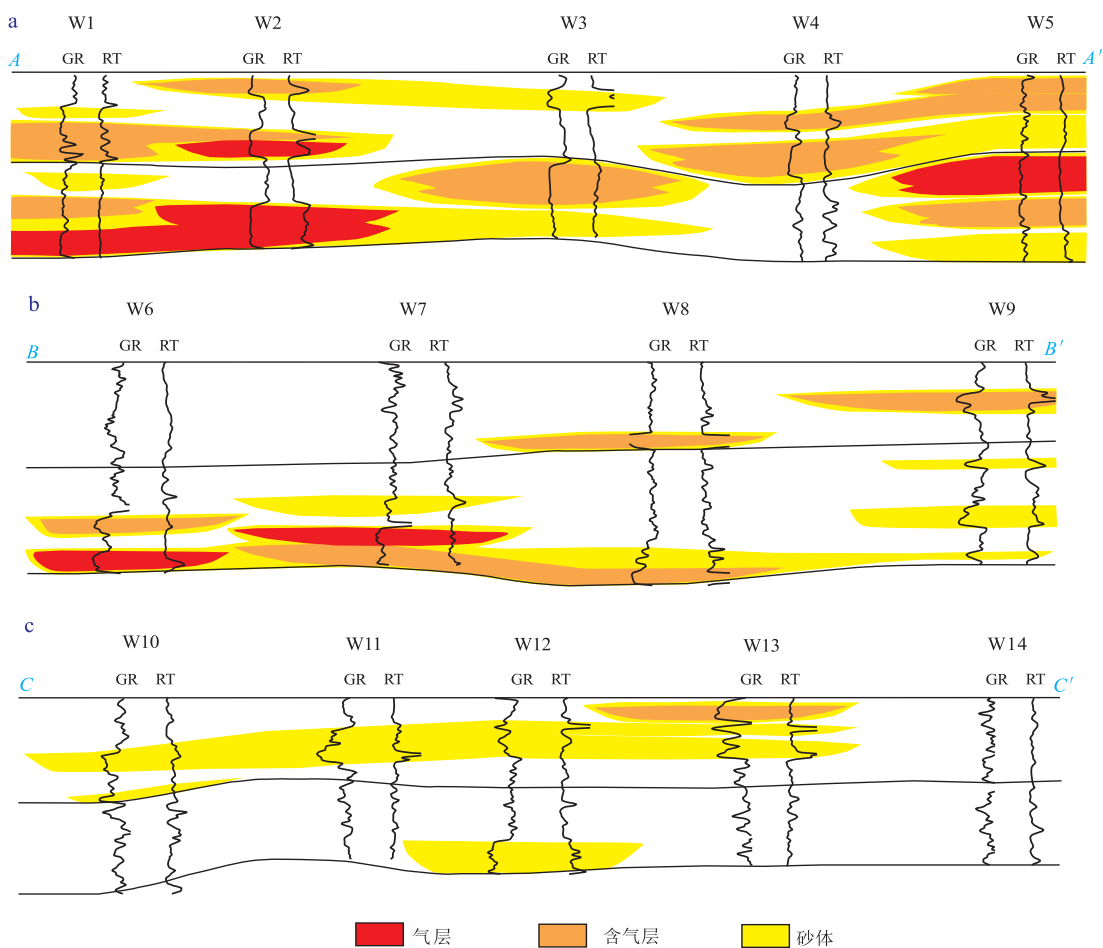 a
W1 W2 W3 W4 W5
A GR RT GR RT GR RT GR RT GR RT A′
b
W6 W7 W8 W9
B GR RT GR RT GR RT GR RT B′
c
W10 W11 W12 W13 W14
C GR RT GR RT GR RT GR RT GR RT C′
气层 含气层 砂体